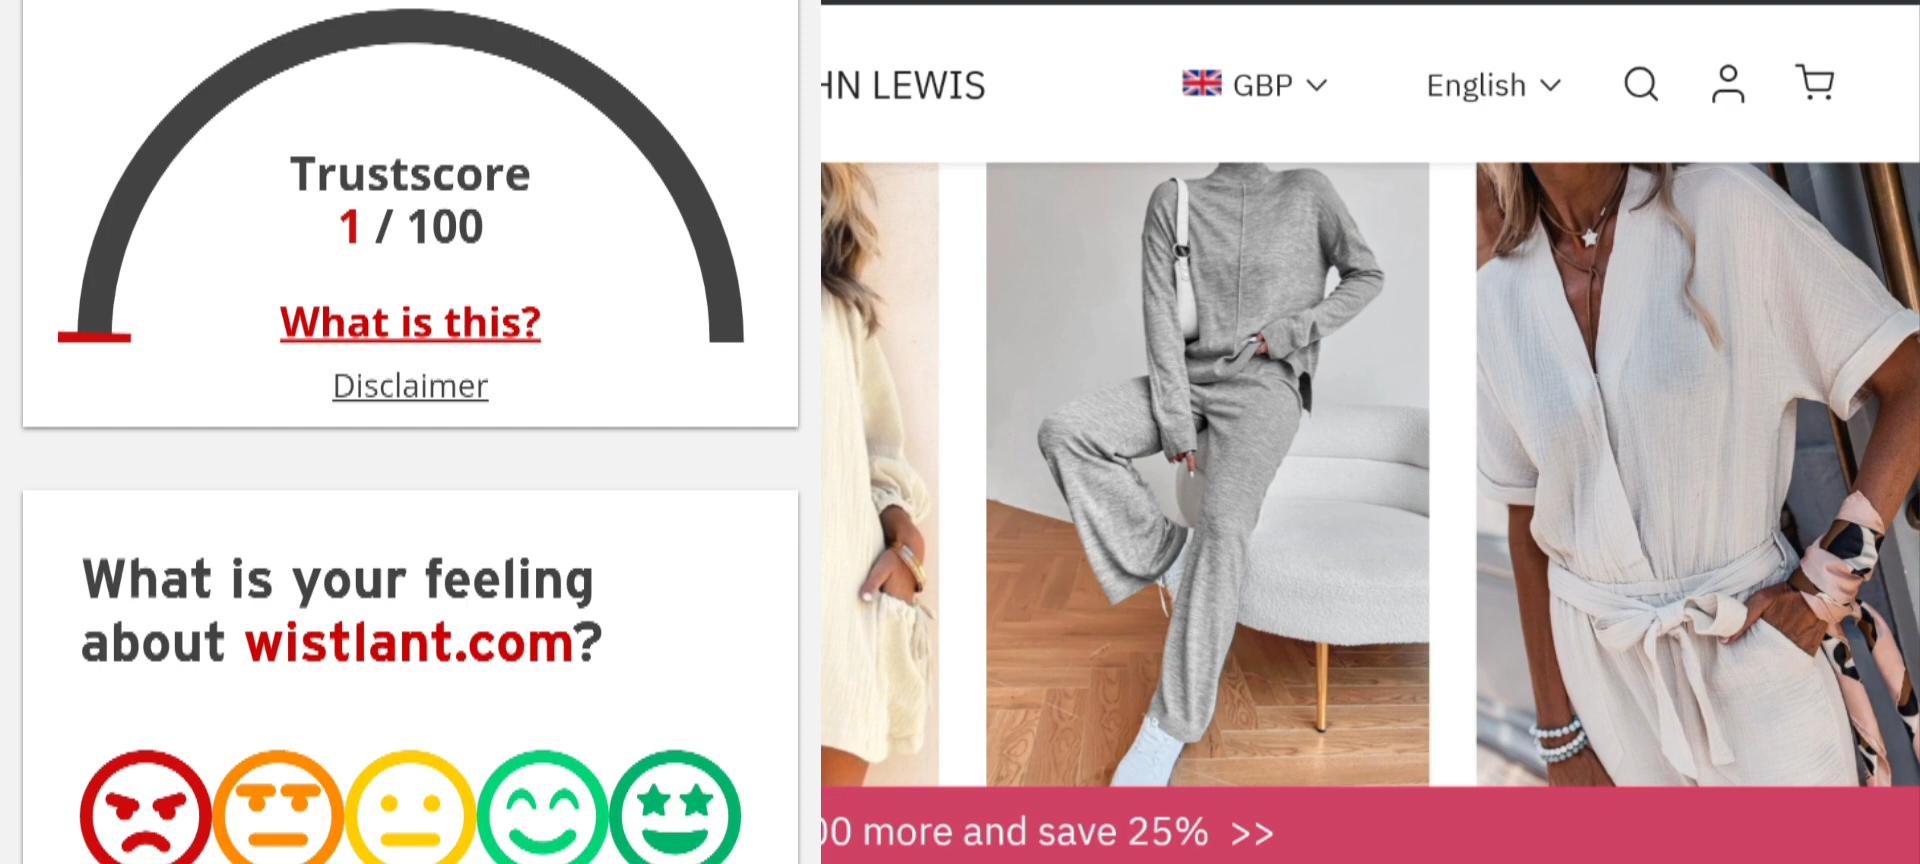 Trustscore
1 / 100
What is this?
Disclaimer
What is your feeling
about wistlant.com?
HN LEWIS
GBP
English
00 more and save 25% >>